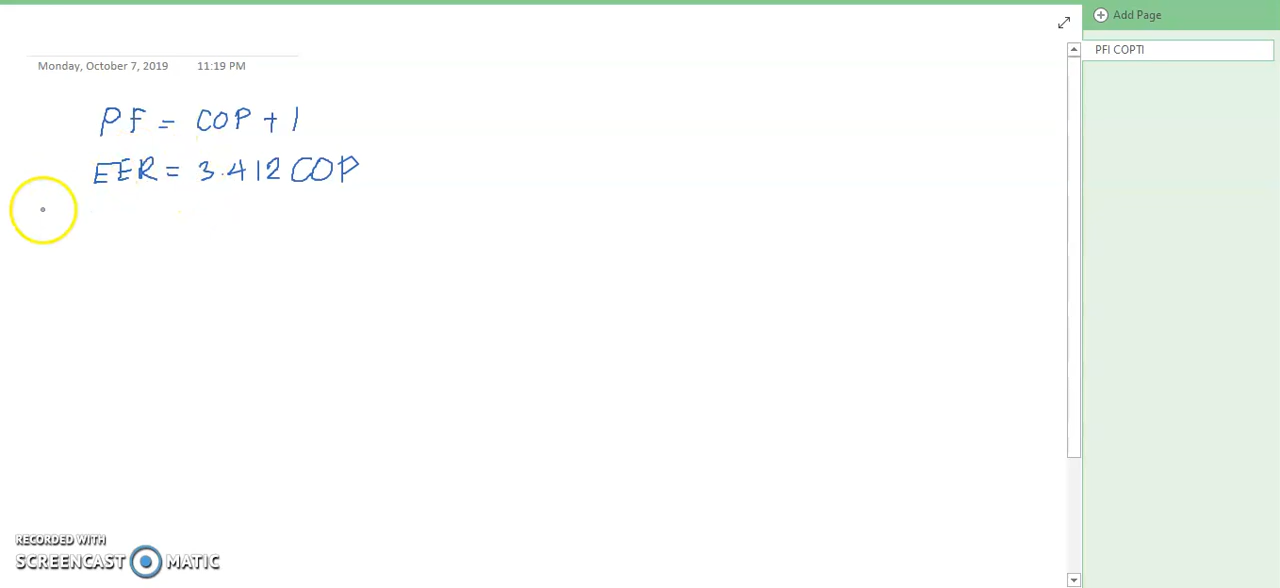 Add Page
PFI COPTI
Monday, October 7, 2019 11:19 PM
PF = COP + 1
EER = 3.412 COP
RECORDED WITH
SCREENCAST MATIC